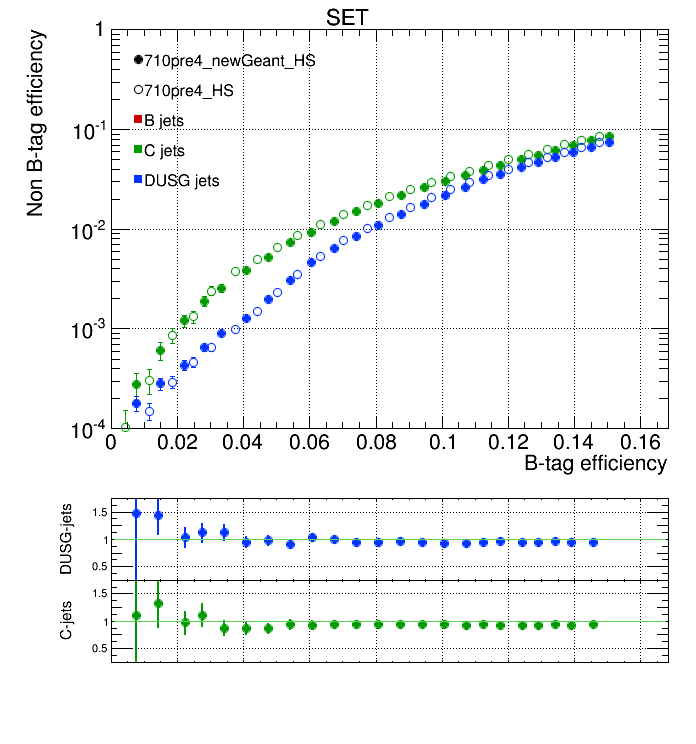 SET
Non B-tag efficiency
1
10-1
10-2
10-3
10-4
710pre4_newGeant_HS
710pre4_HS
B jets
C jets
DUSG jets
0 0.02 0.04 0.06 0.08 0.1 0.12 0.14 0.16
B-tag efficiency
DUSG-jets
1.5
1
0.5
C-jets
1.5
1
0.5